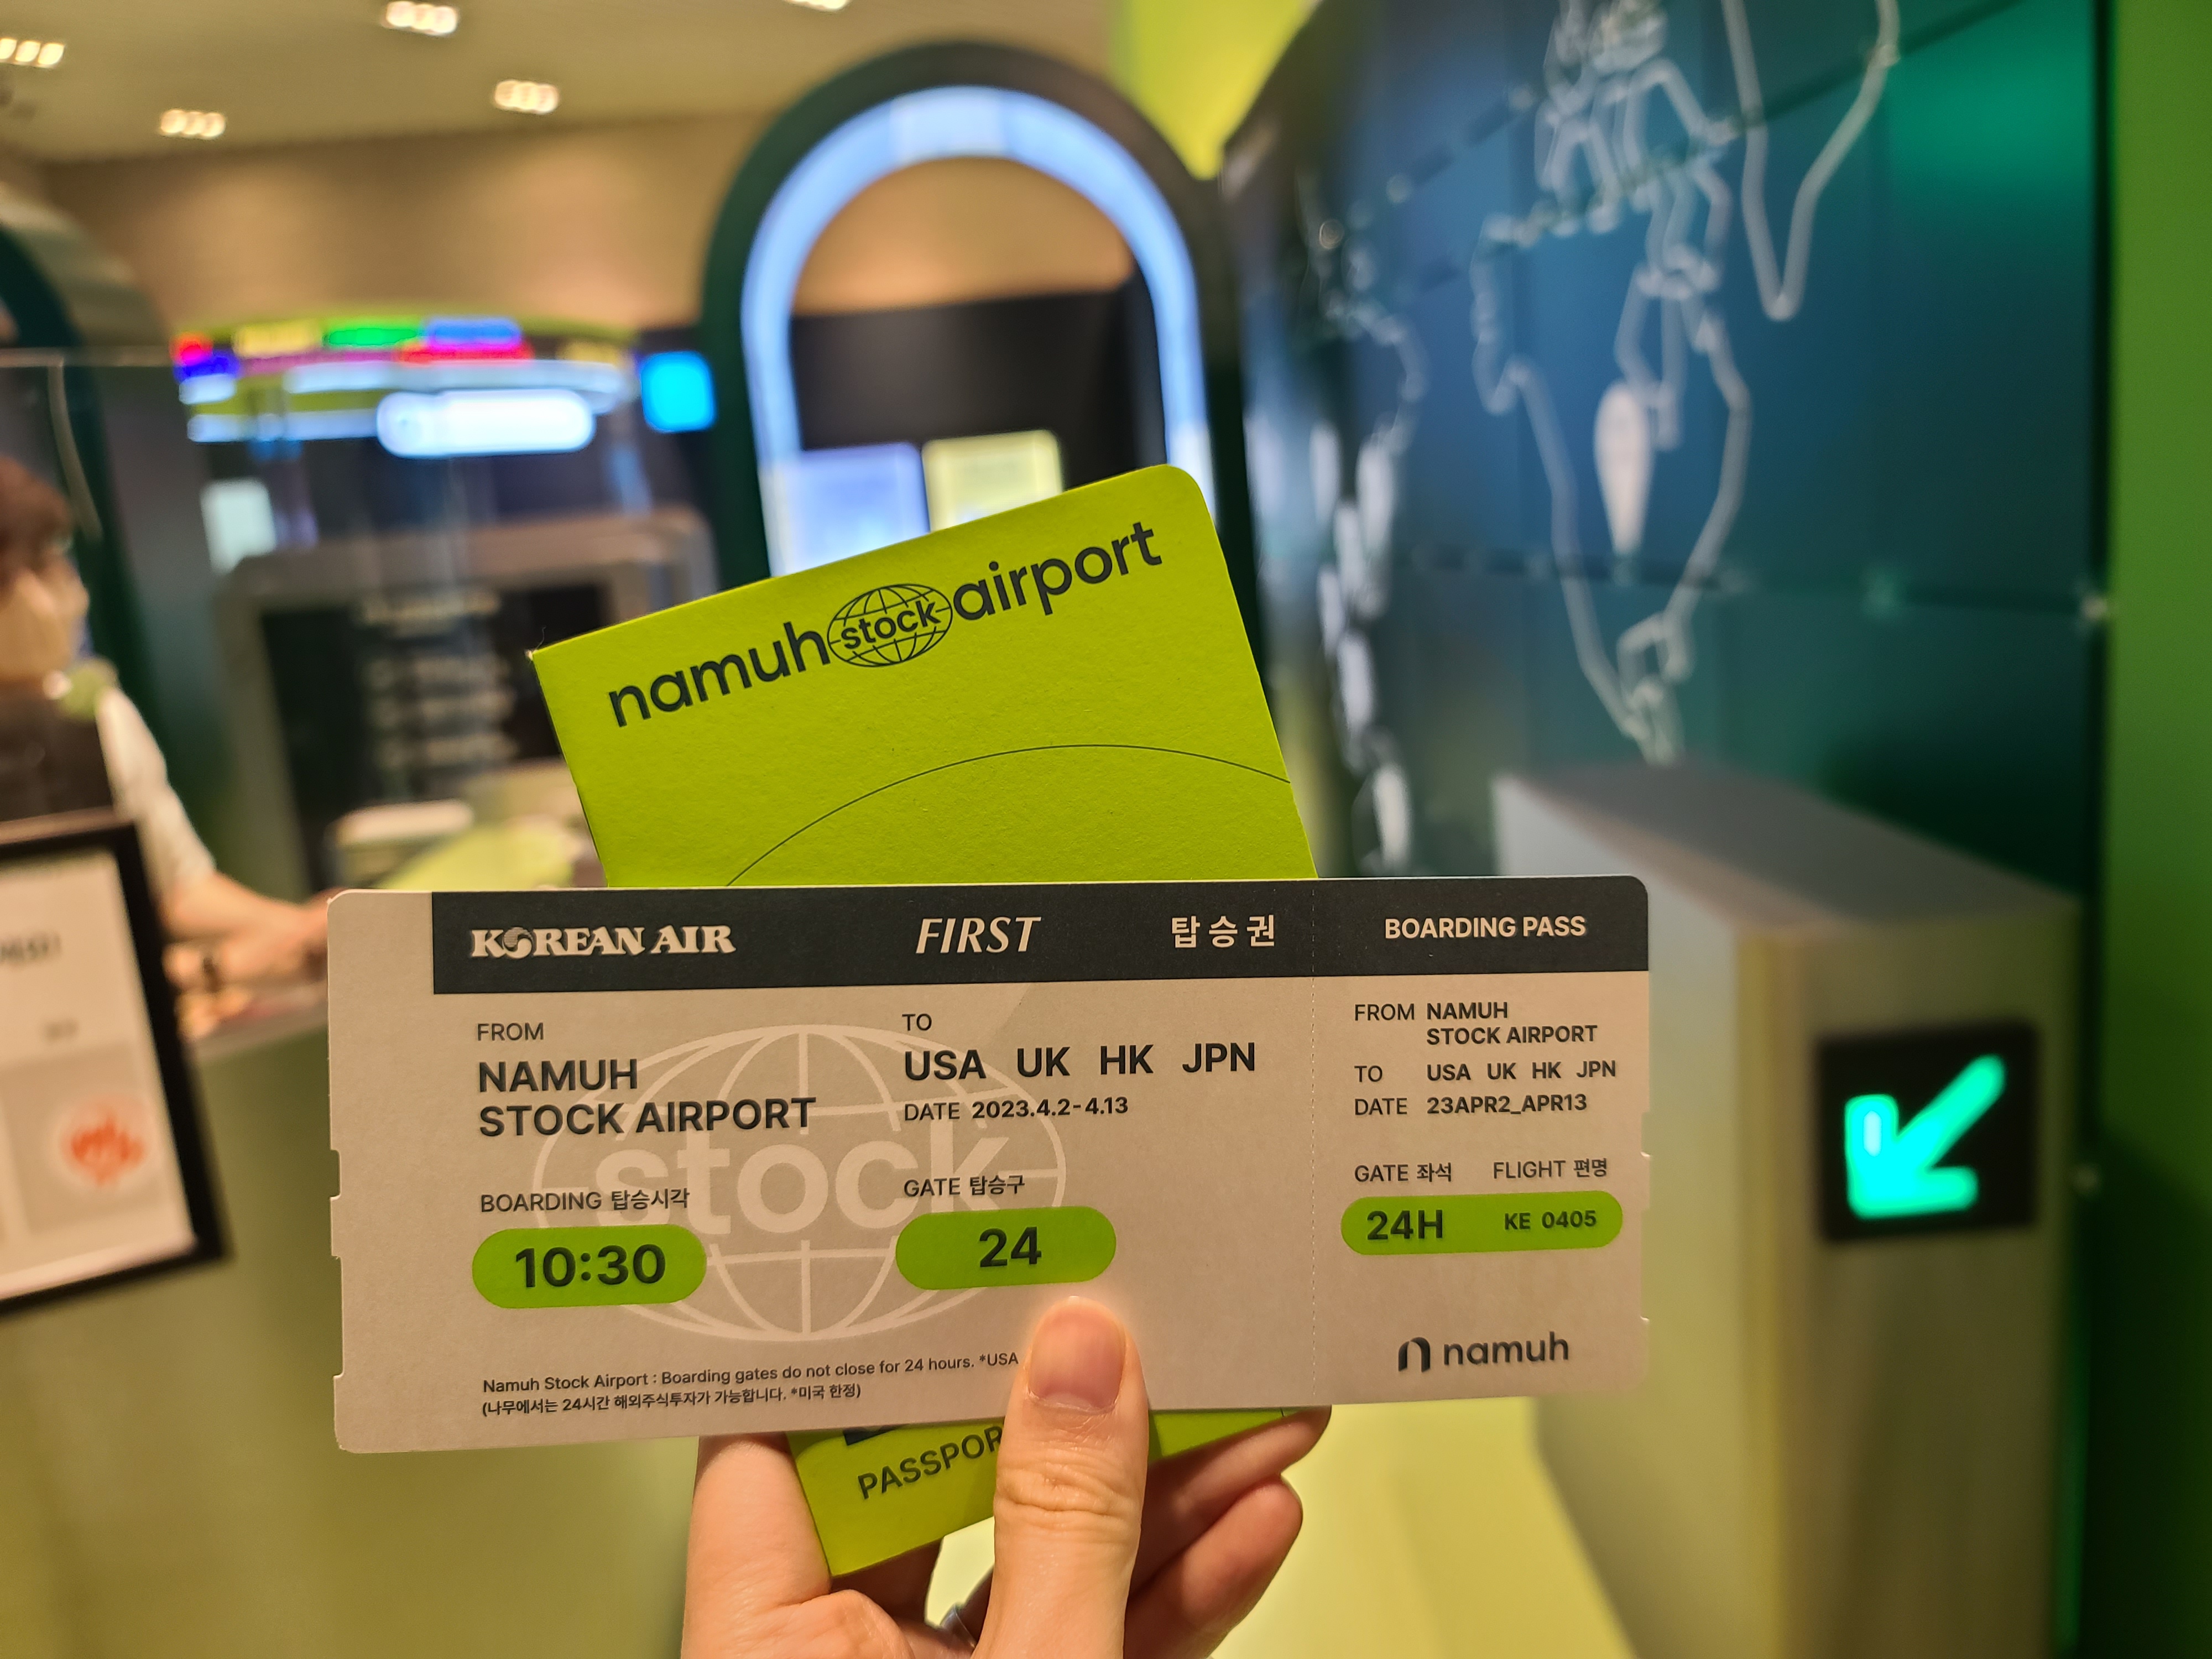 namuh stock airport
KOREAN AIR FIRST 탑승권 BOARDING PASS
FROM
NAMUH
STOCK AIRPORT
TO
USA UK HK JPN
DATE 2023.4.2-4.13
stock
BOARDING 탑승시각
10:30
GATE 탑승구
24
Namuh Stock Airport : Boarding gates do not close for 24 hours. *USA
(나무에서는 24시간 해외주식투자가 가능합니다. *미국 한정)
FROM NAMUH
STOCK AIRPORT
TO USA UK HK JPN
DATE 23APR2_APR13
GATE 좌석 FLIGHT 편명
24H KE 0405
namuh
PASSPOR